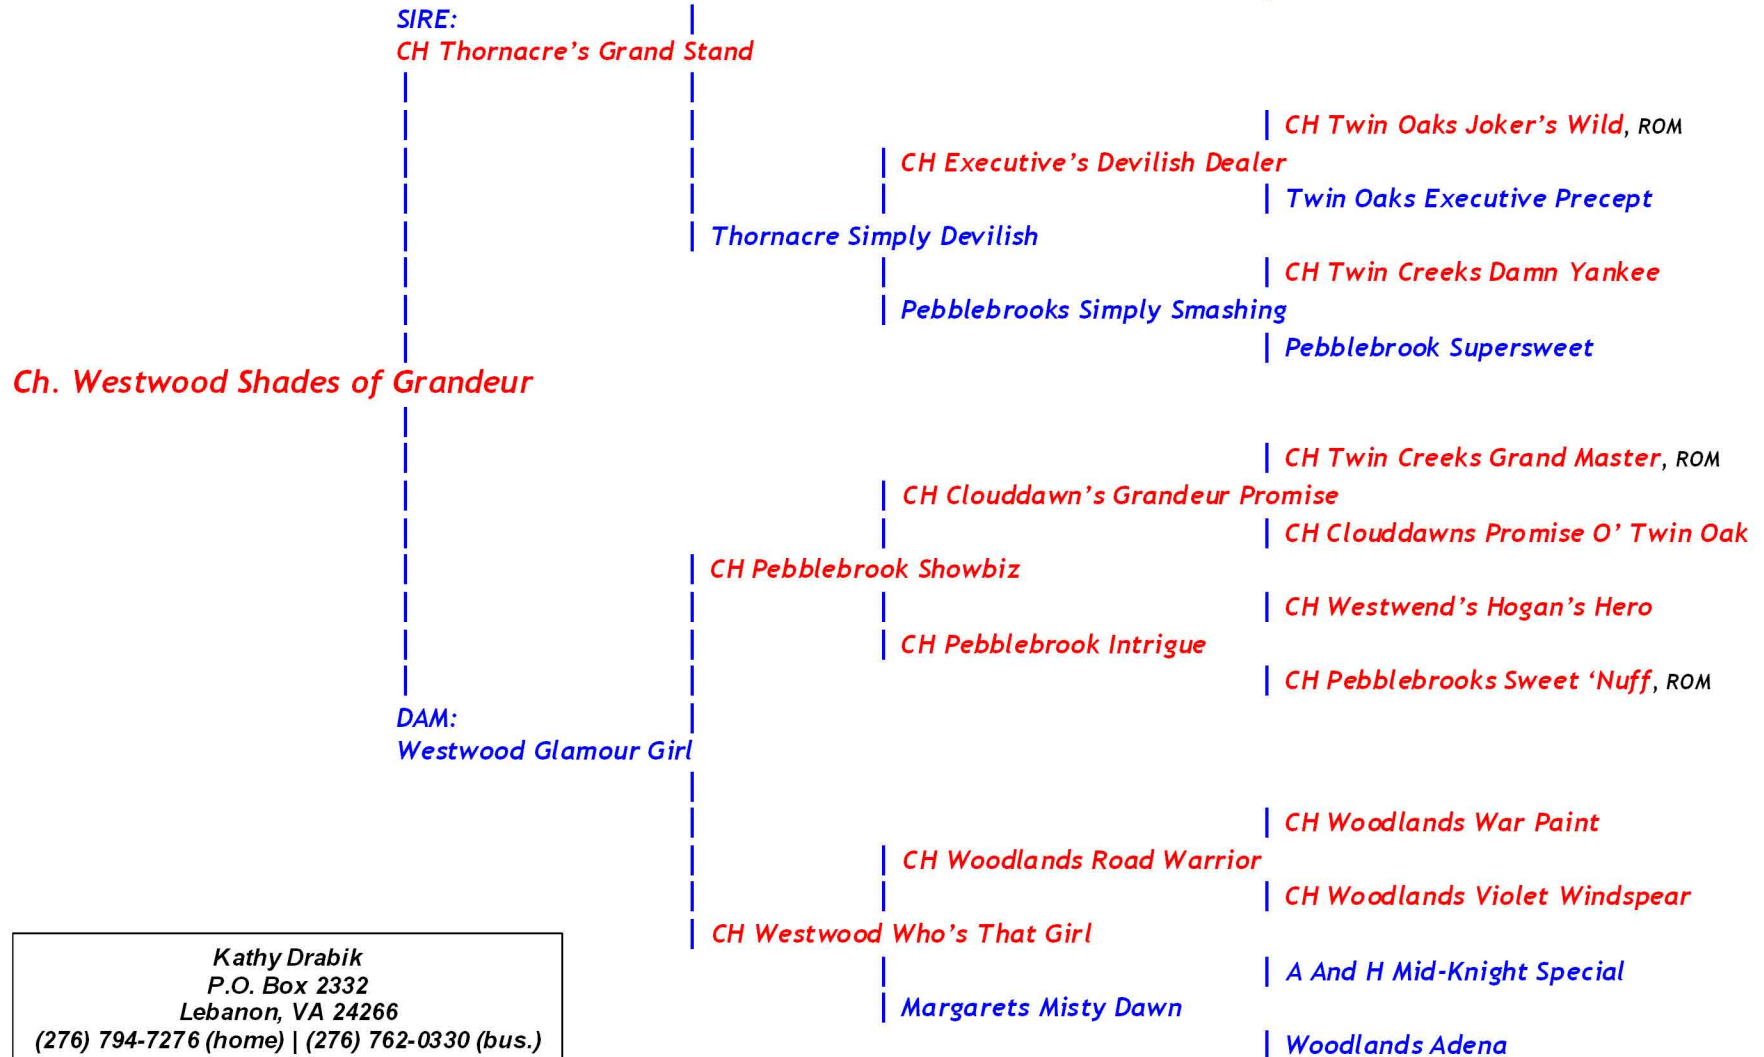 SIRE:
CH Thornacre’s Grand Stand
CH Twin Oaks Joker’s Wild, ROM
CH Executive’s Devilish Dealer
Twin Oaks Executive Precept
Thornacre Simply Devilish
CH Twin Creeks Damn Yankee
Pebblebrooks Simply Smashing
Pebblebrook Supersweet
Ch. Westwood Shades of Grandeur
CH Twin Creeks Grand Master, ROM
CH Clouddawn’s Grandeur Promise
CH Clouddawns Promise O’ Twin Oak
CH Pebblebrook Showbiz
CH Westwend’s Hogan’s Hero
CH Pebblebrook Intrigue
CH Pebblebrooks Sweet ‘Nuff, ROM
DAM:
Westwood Glamour Girl
CH Woodlands War Paint
CH Woodlands Road Warrior
CH Woodlands Violet Windspear
CH Westwood Who’s That Girl
A And H Mid-Knight Special
Margarets Misty Dawn
Woodlands Adena
Kathy Drabik
P.O. Box 2332
Lebanon, VA 24266
(276) 794-7276 (home) | (276) 762-0330 (bus.)